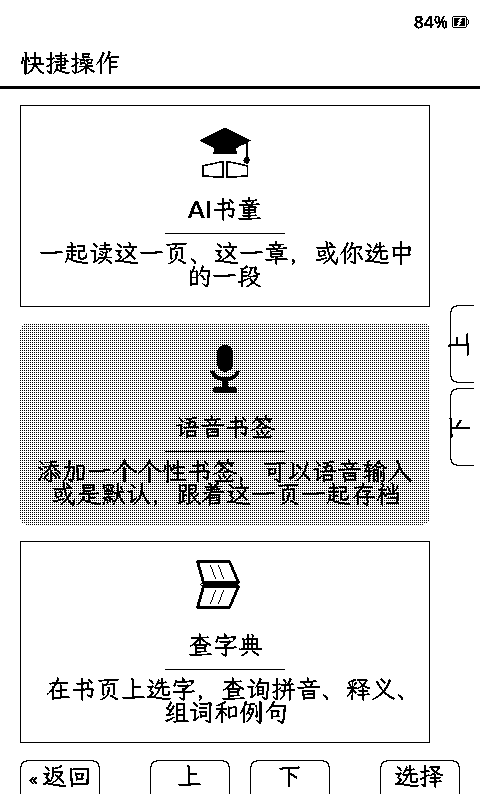 84%
快捷操作
AI书童
一起读这一页、这一章，或你选中
的一段
上
下
语音书签
添加一个个性书签，可以语音输入
或是默认，跟着这一页一起存档
查字典
在书页上选字，查询拼音、释义、
组词和例句
« 返回
上
下
选择